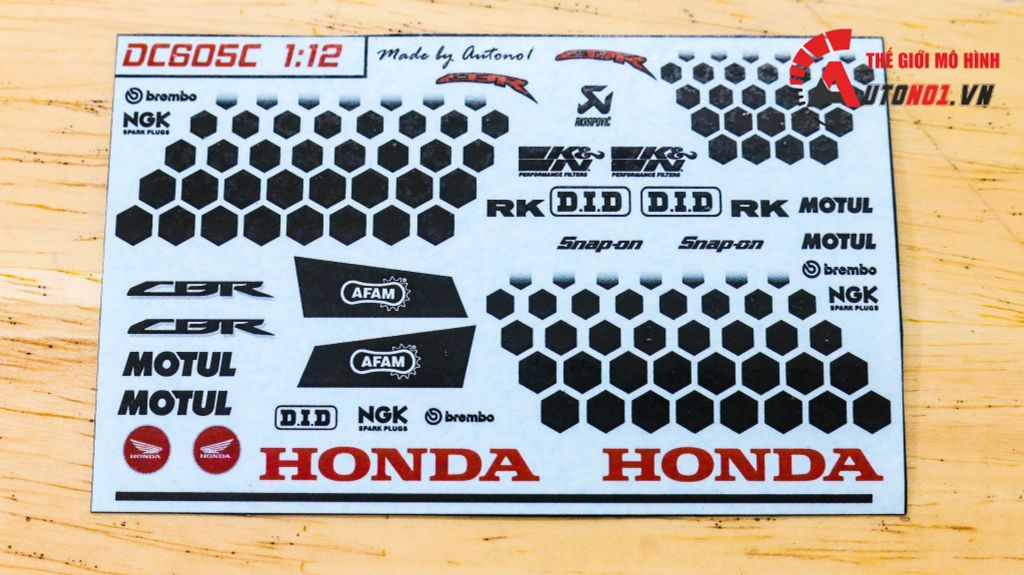 DC605C 1:12
Made by Autono1
CBR
CBR
THẾ GIỚI MÔ HÌNH
AUTONO1.VN
brembo
NGK
SPARK PLUGS
AKRAPOVIČ
K&N
PERFORMANCE FILTERS
K&N
PERFORMANCE FILTERS
RK
D.I.D
D.I.D
RK
MOTUL
Snap-on
Snap-on
MOTUL
brembo
NGK
SPARK PLUGS
CBR
AFAM
CBR
MOTUL
AFAM
MOTUL
D.I.D
NGK
SPARK PLUGS
brembo
HONDA
HONDA
HONDA
HONDA